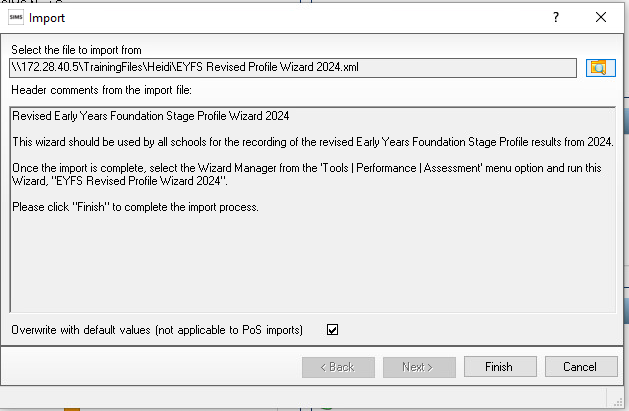 SIMS Import ?
Select the file to import from
\\172.28.40.5\TrainingFiles\Heidi\EYFS Revised Profile Wizard 2024.xml
Header comments from the import file:
Revised Early Years Foundation Stage Profile Wizard 2024
This wizard should be used by all schools for the recording of the revised Early Years Foundation Stage Profile results from 2024.
Once the import is complete, select the Wizard Manager from the 'Tools | Performance | Assessment' menu option and run this
Wizard, "EYFS Revised Profile Wizard 2024".
Please click "Finish" to complete the import process.
Overwrite with default values (not applicable to PoS imports)
< Back Next > Finish Cancel